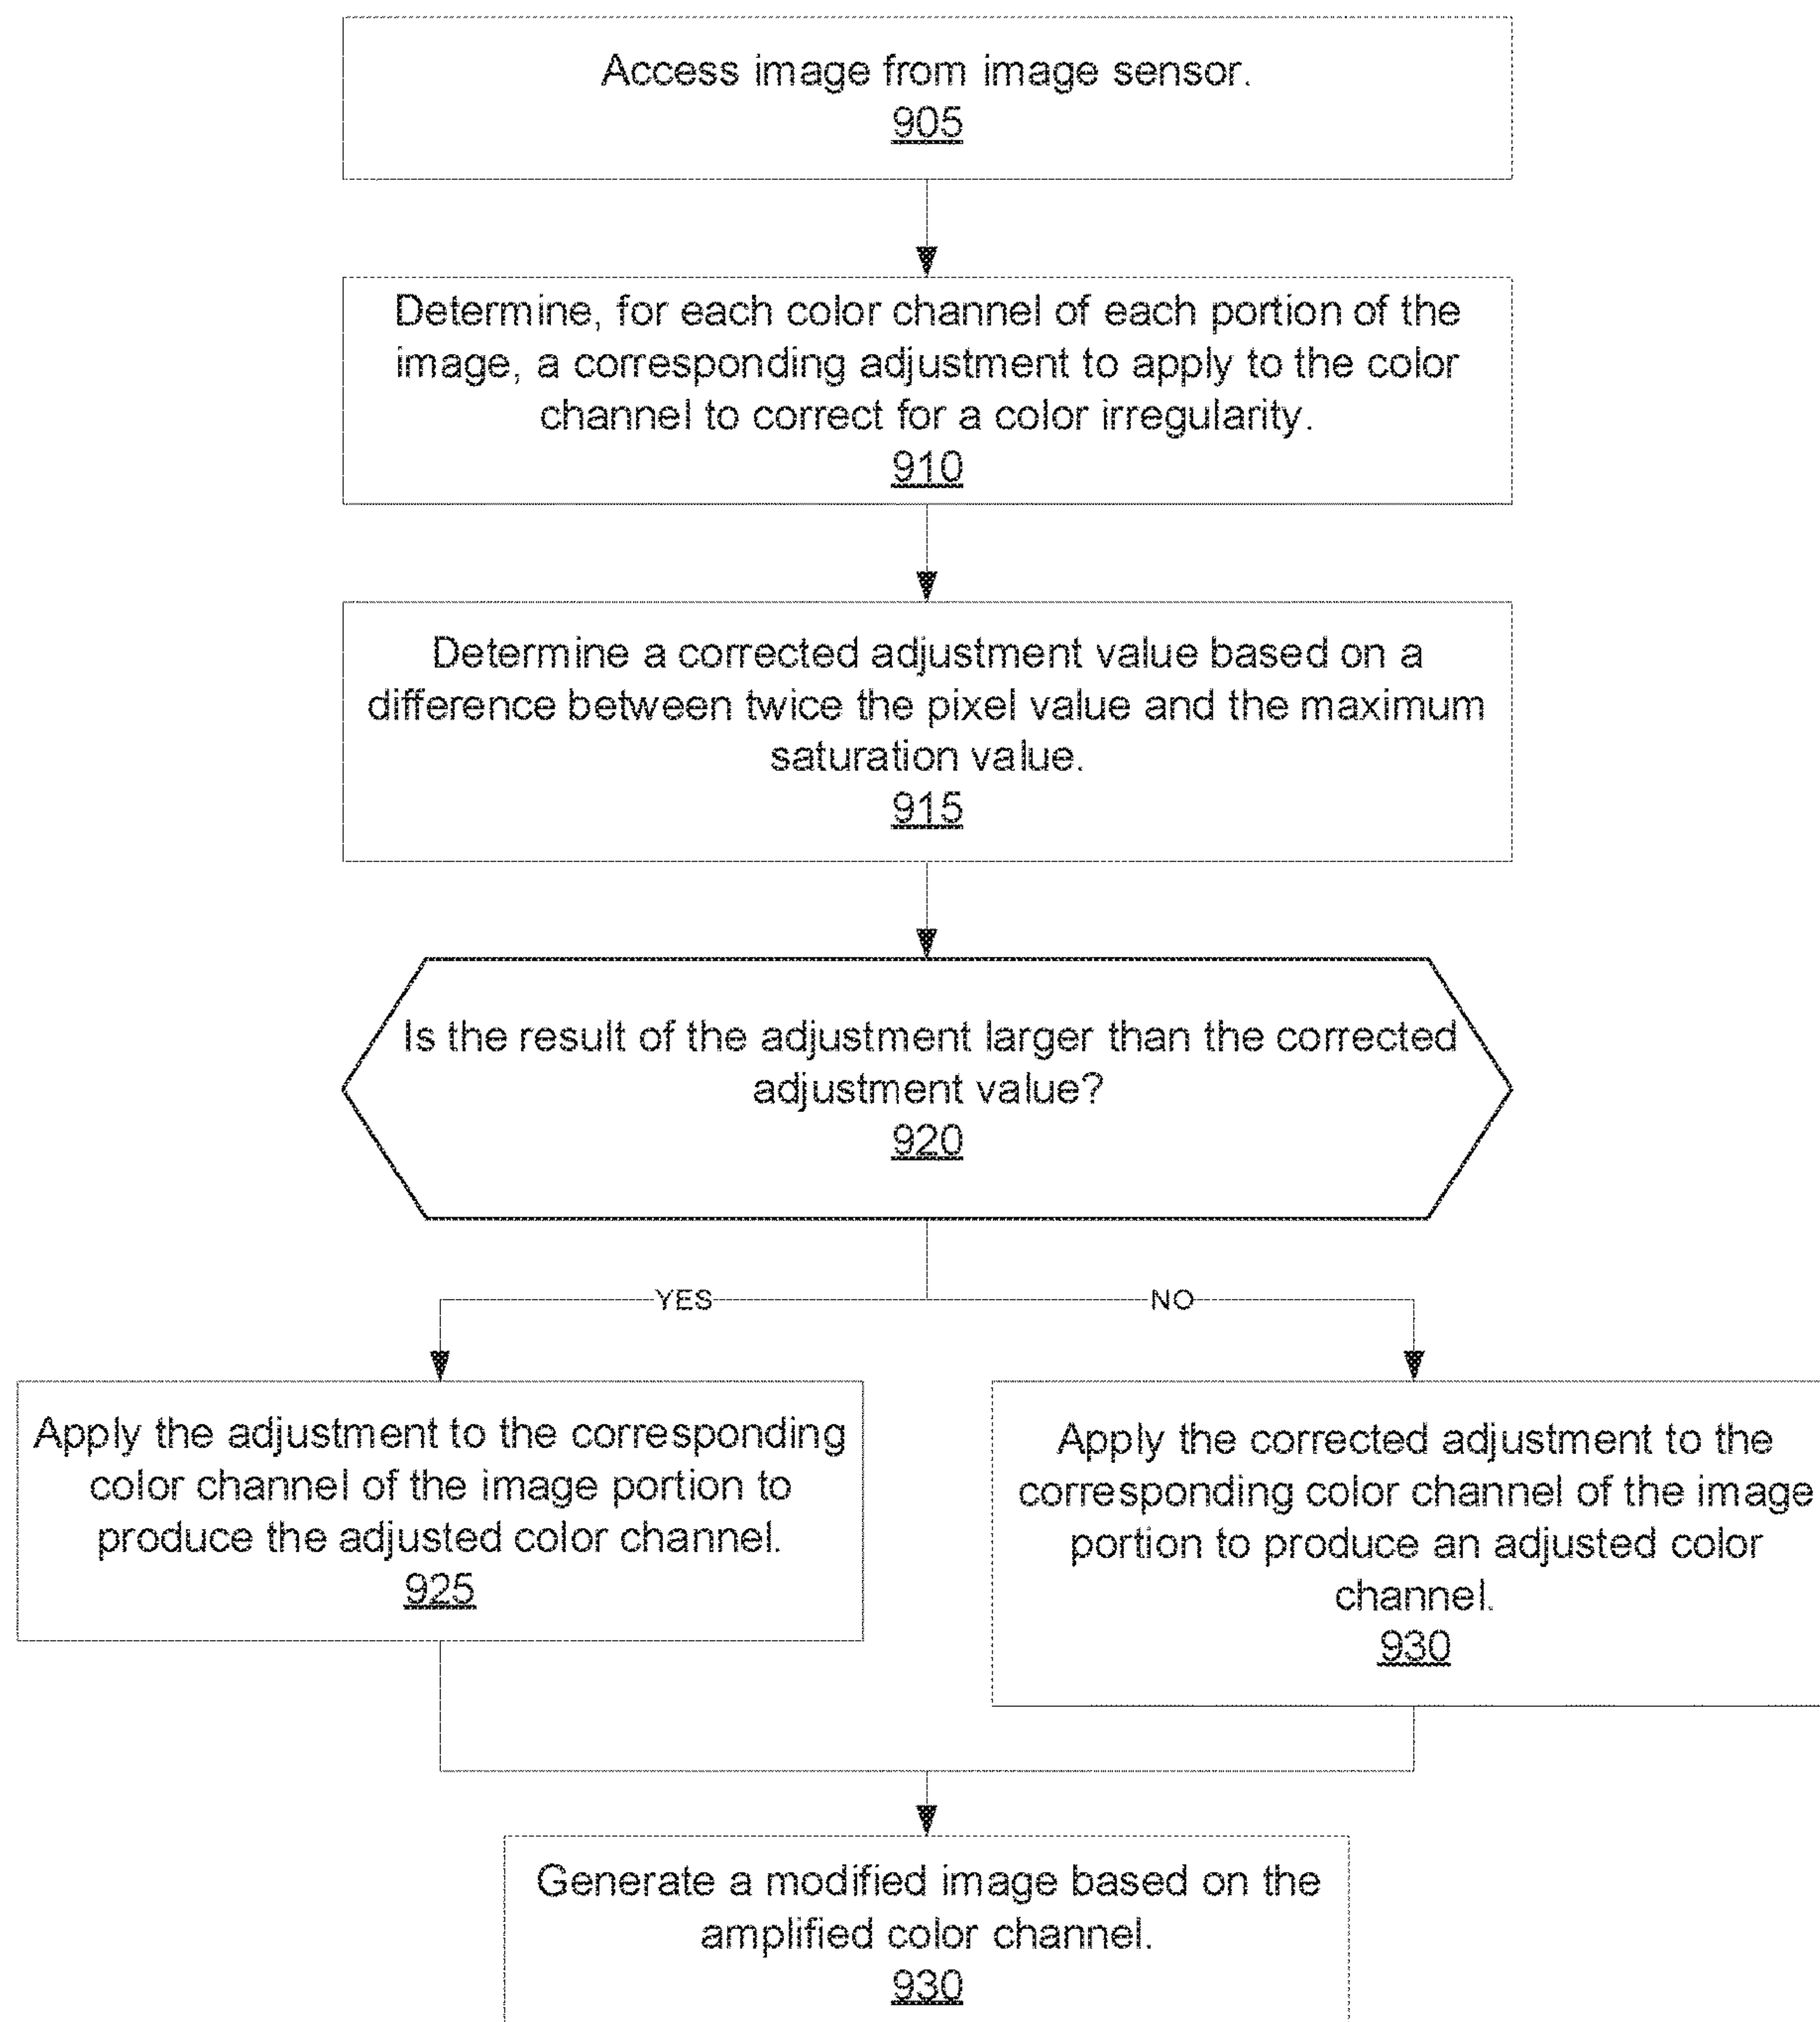 Access image from image sensor.
905
Determine, for each color channel of each portion of the
image, a corresponding adjustment to apply to the color
channel to correct for a color irregularity.
910
Determine a corrected adjustment value based on a
difference between twice the pixel value and the maximum
saturation value.
915
Is the result of the adjustment larger than the corrected
adjustment value?
920
YES
NO
Apply the adjustment to the corresponding
color channel of the image portion to
produce the adjusted color channel.
925
Apply the corrected adjustment to the
corresponding color channel of the image
portion to produce an adjusted color
channel.
930
Generate a modified image based on the
amplified color channel.
930